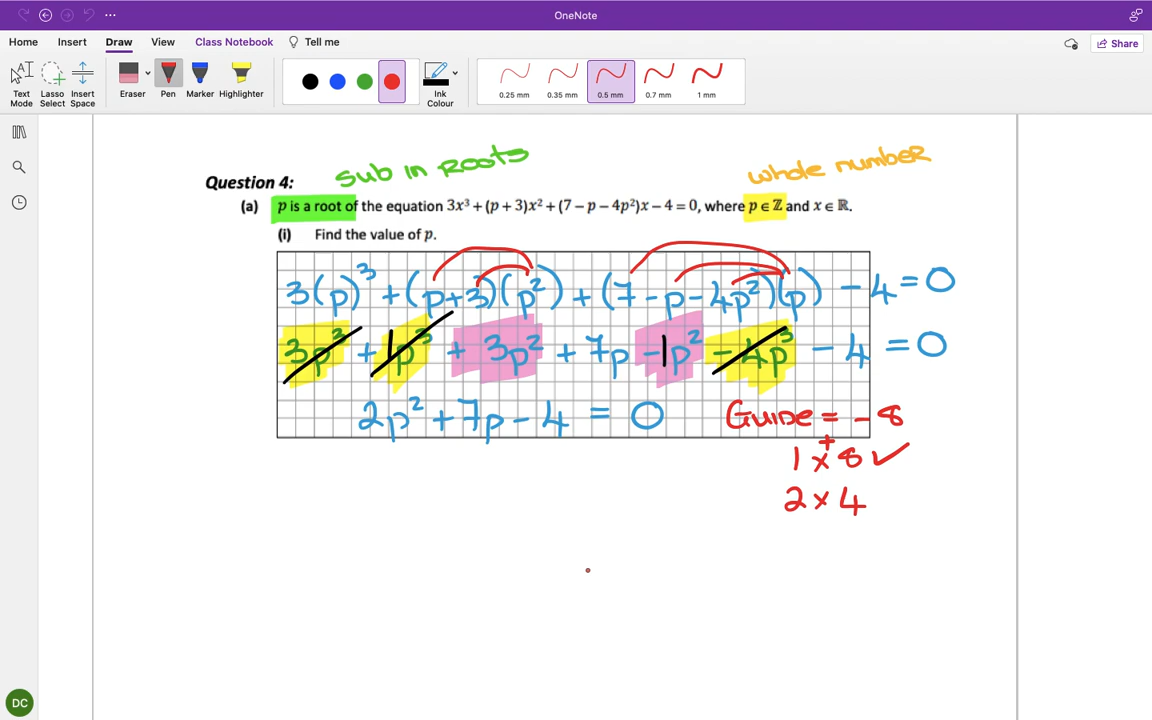 OneNote
Home Insert Draw View Class Notebook Tell me Share
Text Mode Lasso Select Insert Space Eraser Pen Marker Highlighter Ink Colour 0.25 mm 0.35 mm 0.5 mm 0.7 mm 1 mm
sub in roots whole number
Question 4:
(a) p is a root of the equation 3x³ + (p + 3)x² + (7 − p − 4p²)x − 4 = 0, where p ∈ ℤ and x ∈ ℝ.
(i) Find the value of p.
3(p)³ + (p+3)(p²) + (7-p-4p²)(p) - 4 = 0
3p³ + 1p³ + 3p² + 7p - 1p² - 4p³ - 4 = 0
2p² + 7p - 4 = 0 Guide = -8
+
1 x 8 ✓
2 x 4
DC